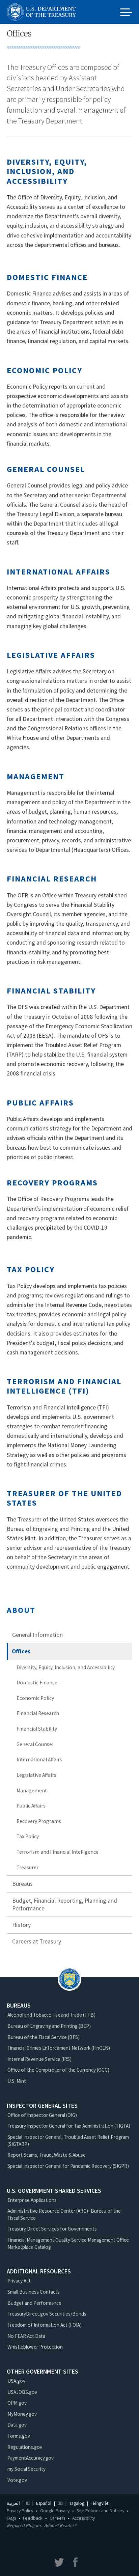 U.S. DEPARTMENT
OF THE TREASURY
Offices
The Treasury Offices are composed of
divisions headed by Assistant
Secretaries and Under Secretaries who
are primarily responsible for policy
formulation and overall management of
the Treasury Department.
DIVERSITY, EQUITY,
INCLUSION, AND
ACCESSIBILITY
The Office of Diversity, Equity, Inclusion, and
Accessibility serves as a center of excellence to
advance the Department's overall diversity,
equity, inclusion, and accessibility strategy and
drive cohesive implementation and accountability
across the Departmental offices and bureaus.
DOMESTIC FINANCE
Domestic Finance advises and assists in areas of
domestic finance, banking, and other related
economic matters. It develops policies and
guidance for Treasury Department activities in
the areas of financial institutions, federal debt
finance, financial regulation, and capital markets.
ECONOMIC POLICY
Economic Policy reports on current and
prospective economic developments and assists
in the determination of appropriate economic
policies. The office is responsible for the review
and analysis of both domestic and international
economic issues and developments in the
financial markets.
GENERAL COUNSEL
General Counsel provides legal and policy advice
to the Secretary and other senior Departmental
officials. The General Counsel also is the head of
the Treasury Legal Division, a separate bureau
within the Department to which all legal
counsels of the Treasury Department and their
staff.
INTERNATIONAL AFFAIRS
International Affairs protects and supports U.S.
economic prosperity by strengthening the
external environment for U.S. growth, preventing
and mitigating global financial instability, and
managing key global challenges.
LEGISLATIVE AFFAIRS
Legislative Affairs advises the Secretary on
congressional relations matters in order to assist
in the formulation of policy and determine the
overall direction of the Department. The Office
serves as the principal contact and coordinator
for all Departmental interaction with Congress
and the Congressional Relations offices in the
White House and the other Departments and
agencies.
MANAGEMENT
Management is responsible for the internal
management and policy of the Department in the
areas of budget, planning, human resources,
information and technology management,
financial management and accounting,
procurement, privacy, records, and administrative
services to Departmental headquarters Offices.
FINANCIAL RESEARCH
The OFR is an Office within Treasury established
by Congress to serve the Financial Stability
Oversight Council, its member agencies, and the
public by improving the quality, transparency,
and accessibility of financial data and
information, by assessing and monitoring threats
to financial stability; and by promoting best
practices in risk management.
FINANCIAL STABILITY
The OFS was created within the U.S. Department
of the Treasury in October of 2008 following the
passage of the Emergency Economic Stabilization
Act of 2008 (EESA). The mandate of OFS is to
implement the Troubled Asset Relief Program
(TARP) to help stabilize the U.S. financial system
and promote economic recovery, following the
2008 financial crisis.
PUBLIC AFFAIRS
Public Affairs develops and implements
communications strategy for the Department and
advises officials within the Department and its
bureaus how best to communicate issues and
priorities of public interest.
RECOVERY PROGRAMS
The Office of Recovery Programs leads the
Department's implementation of economic relief
and recovery programs related to economic
challenges precipitated by the COVID-19
pandemic.
TAX POLICY
Tax Policy develops and implements tax policies
and programs, reviews regulations and rulings to
administer the Internal Revenue Code, negotiates
tax treaties, provides economic and legal policy
analysis for domestic and international tax policy
decisions. It also provides estimates for the
President's budget, fiscal policy decisions, and
cash management decisions.
TERRORISM AND FINANCIAL
INTELLIGENCE (TFI)
Terrorism and Financial Intelligence (TFI)
develops and implements U.S. government
strategies to combat terrorist financing
domestically and internationally, develops and
implements the National Money Laundering
Strategy as well as other policies and programs
to fight financial crimes.
TREASURER OF THE UNITED
STATES
The Treasurer of the United States oversees the
Bureau of Engraving and Printing and the United
States Mint. In addition, the Treasurer advances
on behalf of the Secretary in the areas of
community development and public engagement.
ABOUT
General Information
Offices
Diversity, Equity, Inclusion, and Accessibility
Domestic Finance
Economic Policy
Financial Research
Financial Stability
General Counsel
International Affairs
Legislative Affairs
Management
Public Affairs
Recovery Programs
Tax Policy
Terrorism and Financial Intelligence
Treasurer
Bureaus
Budget, Financial Reporting, Planning and
Performance
History
Careers at Treasury
BUREAUS
Alcohol and Tobacco Tax and Trade (TTB)
Bureau of Engraving and Printing (BEP)
Bureau of the Fiscal Service (BFS)
Financial Crimes Enforcement Network (FinCEN)
Internal Revenue Service (IRS)
Office of the Comptroller of the Currency (OCC)
U.S. Mint
INSPECTOR GENERAL SITES
Office of Inspector General (OIG)
Treasury Inspector General for Tax Administration (TIGTA)
Special Inspector General, Troubled Asset Relief Program
(SIGTARP)
Report Scams, Fraud, Waste & Abuse
Special Inspector General for Pandemic Recovery (SIGPR)
U.S. GOVERNMENT SHARED SERVICES
Enterprise Applications
Administrative Resource Center (ARC)- Bureau of the
Fiscal Service
Treasury Direct Services for Governments
Financial Management Quality Service Management Office
Marketplace Catalog
ADDITIONAL RESOURCES
Privacy Act
Small Business Contacts
Budget and Performance
TreasuryDirect.gov Securities/Bonds
Freedom of Information Act (FOIA)
No FEAR Act Data
Whistleblower Protection
OTHER GOVERNMENT SITES
USA.gov
USAJOBS.gov
OPM.gov
MyMoney.gov
Data.gov
Forms.gov
Regulations.gov
PaymentAccuracy.gov
my Social Security
Vote.gov
العربية | | Español | | Tagalog | TiếngViệt
Privacy Policy • Google Privacy • Site Policies and Notices •
FAQs • Feedback • Careers • Accessibility
Required Plug-ins Adobe® Reader®